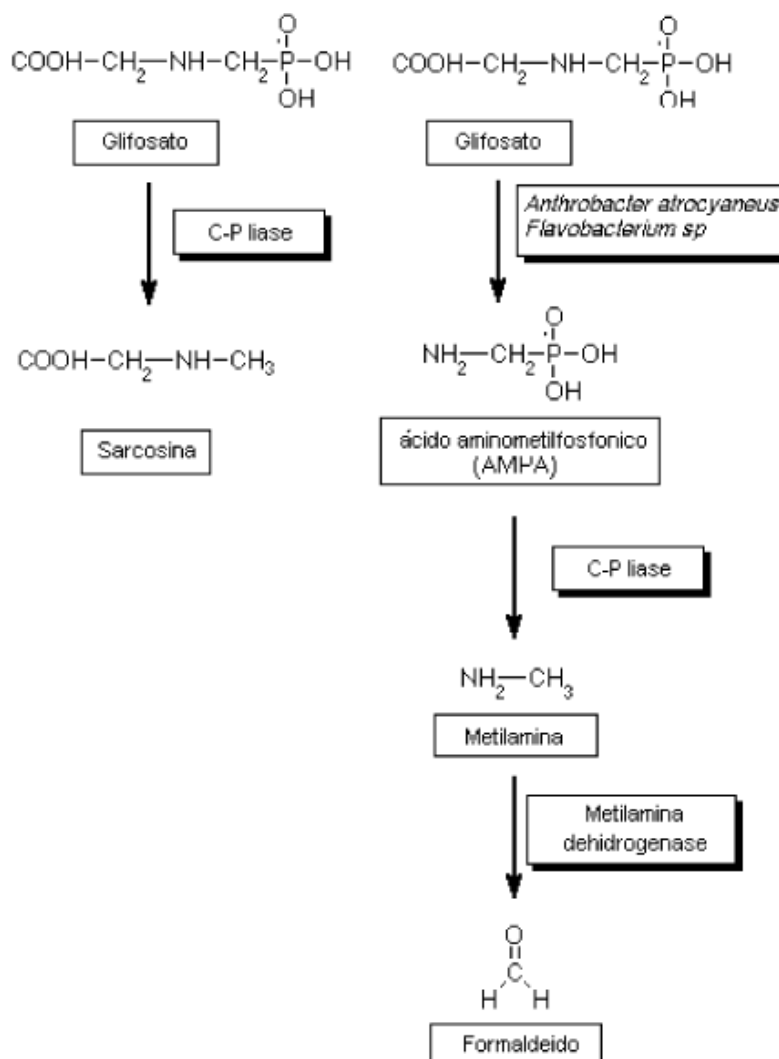 COOH—CH2—NH—CH2—P—OH
O
OH
Glifosato
C-P liase
COOH—CH2—NH—CH3
Sarcosina
COOH—CH2—NH—CH2—P—OH
O
OH
Glifosato
Anthrobacter atrocyaneus
Flavobacterium sp
NH2—CH2—P—OH
O
OH
ácido aminometilfosfonico
(AMPA)
C-P liase
NH2—CH3
Metilamina
Metilamina
dehidrogenase
O
C
H H
Formaldeido